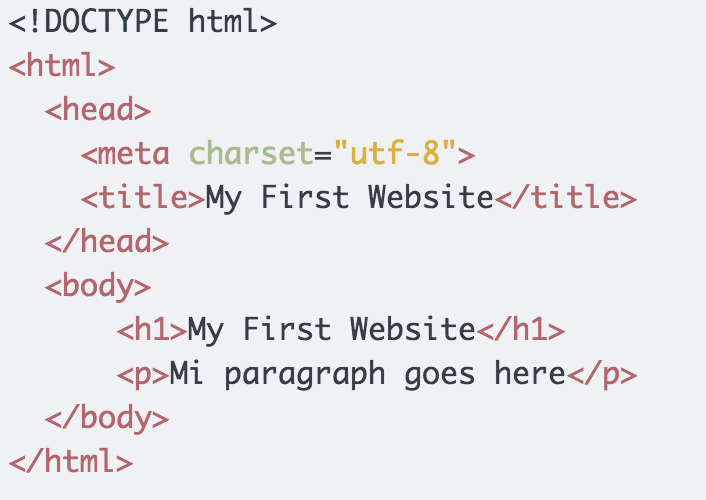 <!DOCTYPE html>
<html>
  <head>
    <meta charset="utf-8">
    <title>My First Website</title>
  </head>
  <body>
      <h1>My First Website</h1>
      <p>Mi paragraph goes here</p>
  </body>
</html>